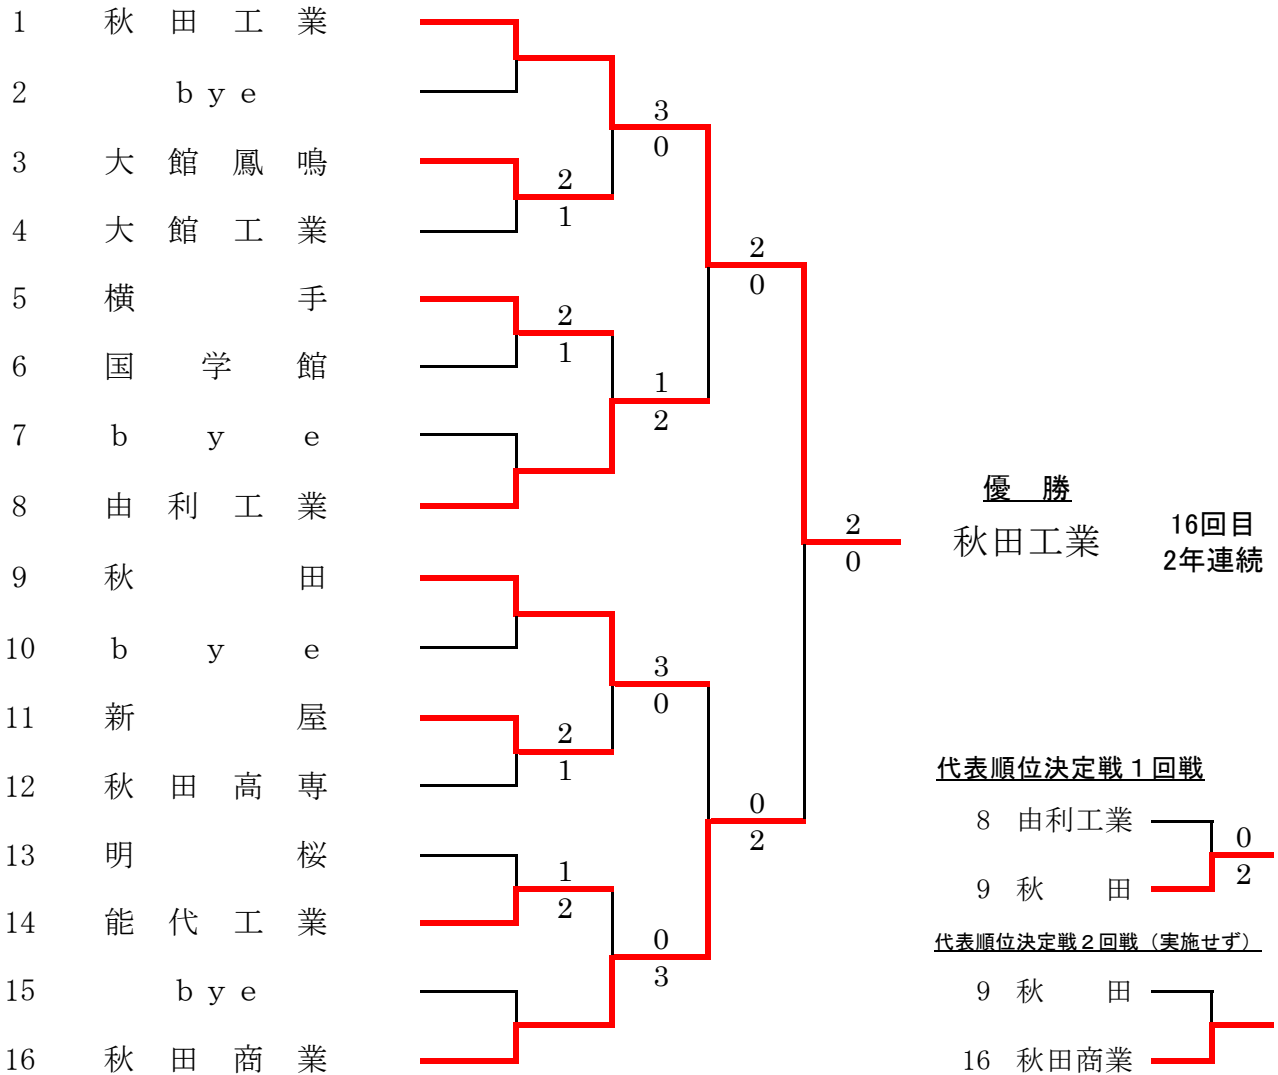 1 秋田工業
2 bye
3
0
3 大館鳳鳴
2
1
4 大館工業
2
0
5 横手
2
1
6 国学館
1
2
7 bye
8 由利工業
優 勝
秋田工業
16回目
2年連続
2
0
9 秋田
10 bye
3
0
11 新屋
2
1
12 秋田高専
0
2
13 明桜
1
2
14 能代工業
0
3
15 bye
16 秋田商業
代表順位決定戦1回戦
8 由利工業
0
2
9 秋 田
代表順位決定戦2回戦(実施せず)
9 秋 田
16 秋田商業